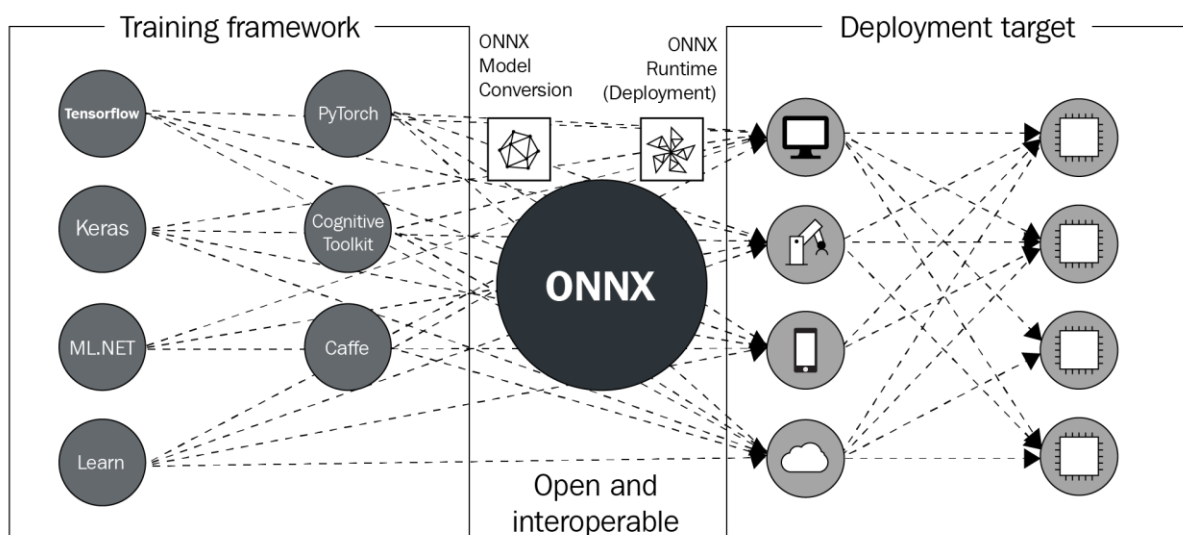 Training framework
Deployment target
Tensorflow
PyTorch
Keras
Cognitive
Toolkit
ML.NET
Caffe
Learn
ONNX
Model
Conversion
ONNX
Runtime
(Deployment)
ONNX
Open and
interoperable